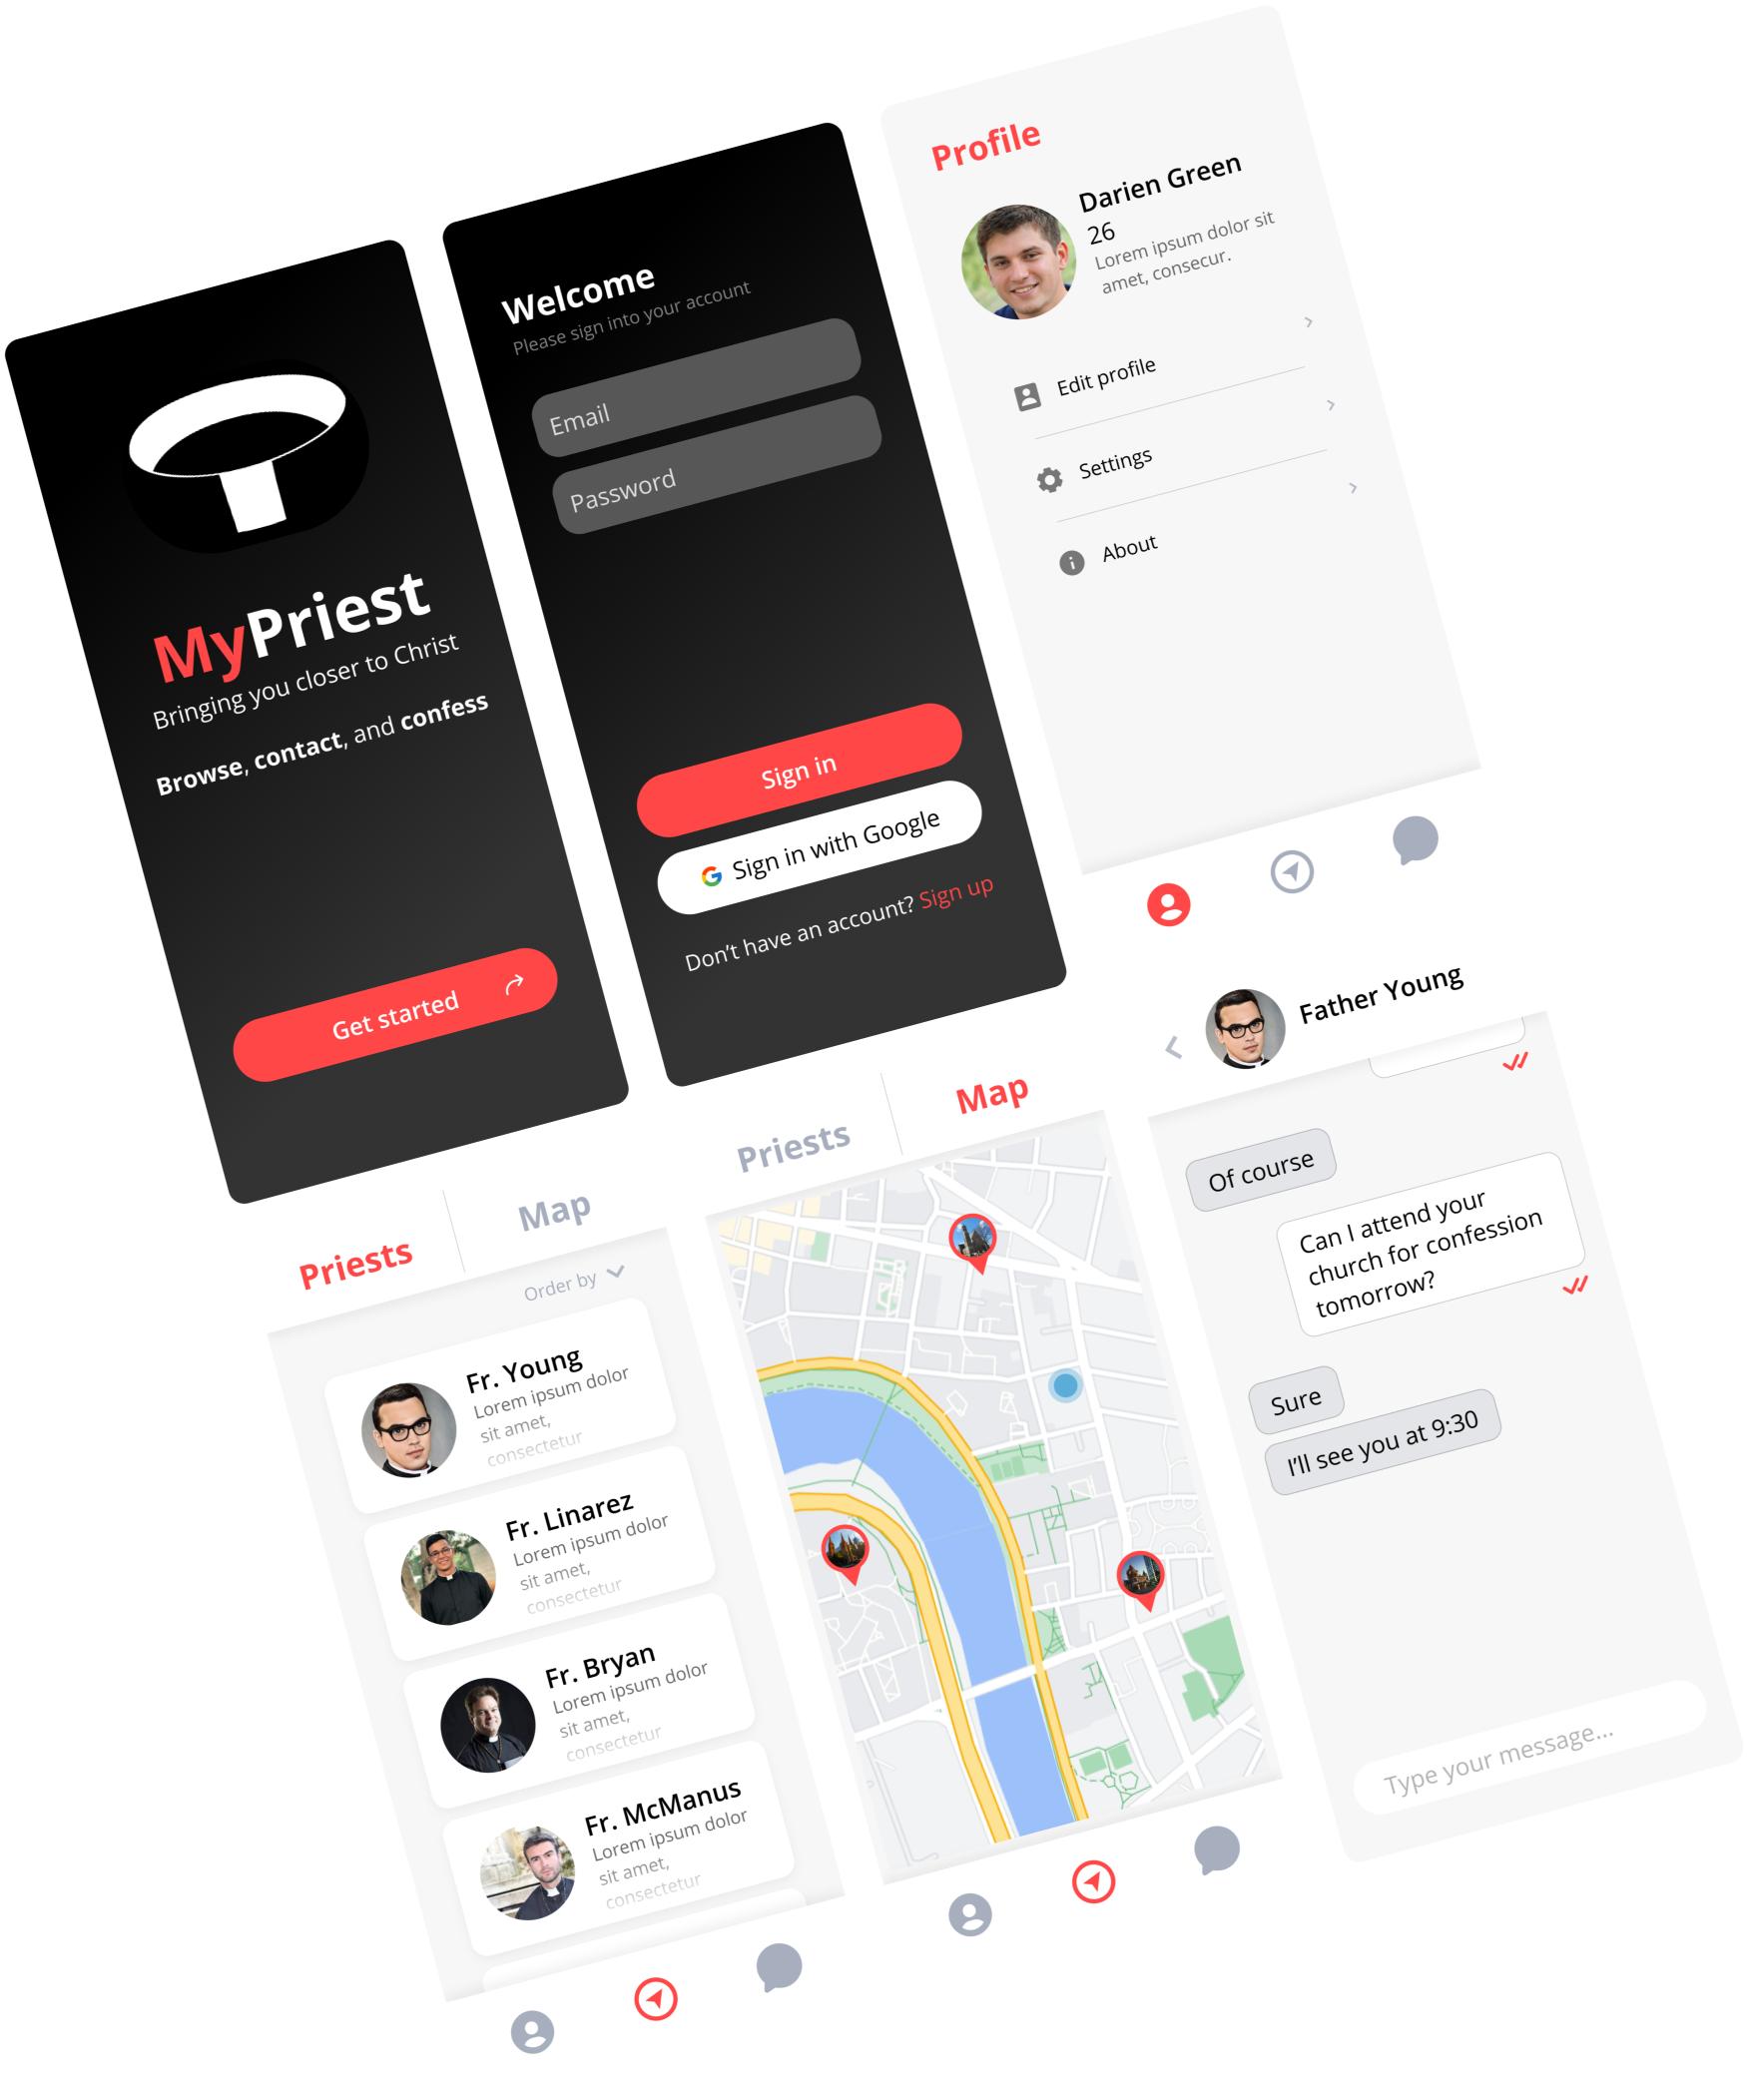 MyPriest
Bringing you closer to Christ
Browse, contact, and confess
Get started
Welcome
Please sign into your account
Email
Password
Sign in
Sign in with Google
Don’t have an account? Sign up
Profile
Darien Green
26
Lorem ipsum dolor sit
amet, consecur.
Edit profile
Settings
About
Priests
Map
Order by
Fr. Young
Lorem ipsum dolor
sit amet,
consectetur
Fr. Linarez
Lorem ipsum dolor
sit amet,
consectetur
Fr. Bryan
Lorem ipsum dolor
sit amet,
consectetur
Fr. McManus
Lorem ipsum dolor
sit amet,
consectetur
Priests
Map
Father Young
Of course
Can I attend your
church for confession
tomorrow?
Sure
I’ll see you at 9:30
Type your message...